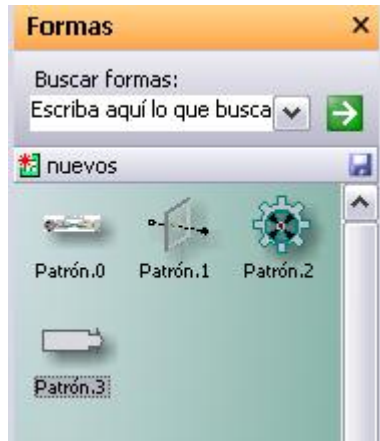 Formas
Buscar formas:
Escriba aquí lo que busca
nuevos
Patrón.0 Patrón.1 Patrón.2
Patrón.3